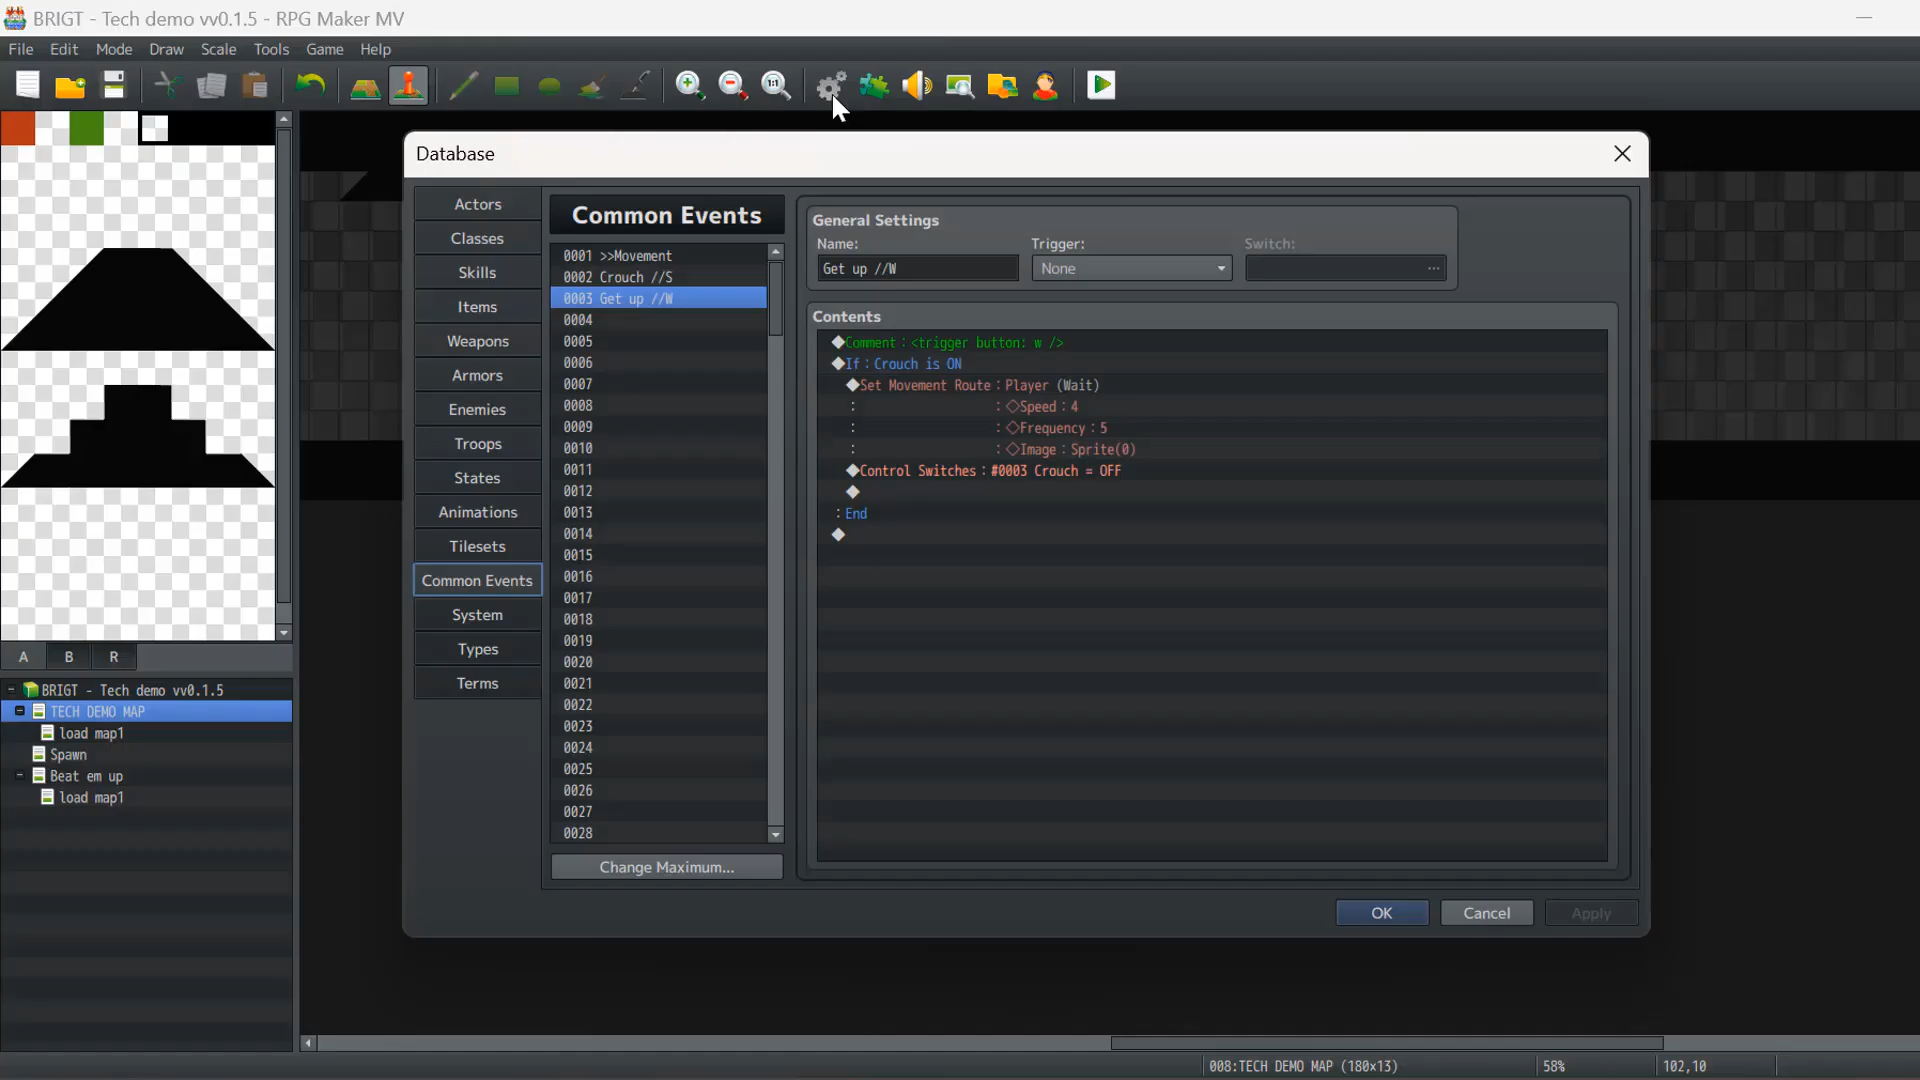 BRIGT - Tech demo vv0.1.5 - RPG Maker MV
File Edit Mode Draw Scale Tools Game Help
1:1
Database
Actors
Classes
Skills
Items
Weapons
Armors
Enemies
Troops
States
Animations
Tilesets
Common Events
System
Types
Terms
Common Events
0001 >>Movement
0002 Crouch //S
0003 Get up //W
0004
0005
0006
0007
0008
0009
0010
0011
0012
0013
0014
0015
0016
0017
0018
0019
0020
0021
0022
0023
0024
0025
0026
0027
0028
Change Maximum...
General Settings
Name: Trigger: Switch:
Get up //W None ...
Contents
◆Comment：<trigger button: w />
◆If：Crouch is ON
◆Set Movement Route：Player (Wait)
: ：◇Speed：4
: ：◇Frequency：5
: ：◇Image：Sprite(0)
◆Control Switches：#0003 Crouch = OFF
◆
: End
◆
OK Cancel Apply
A B R
BRIGT - Tech demo vv0.1.5
TECH DEMO MAP
load map1
Spawn
Beat em up
load map1
008:TECH DEMO MAP (180×13) 58% 102,10